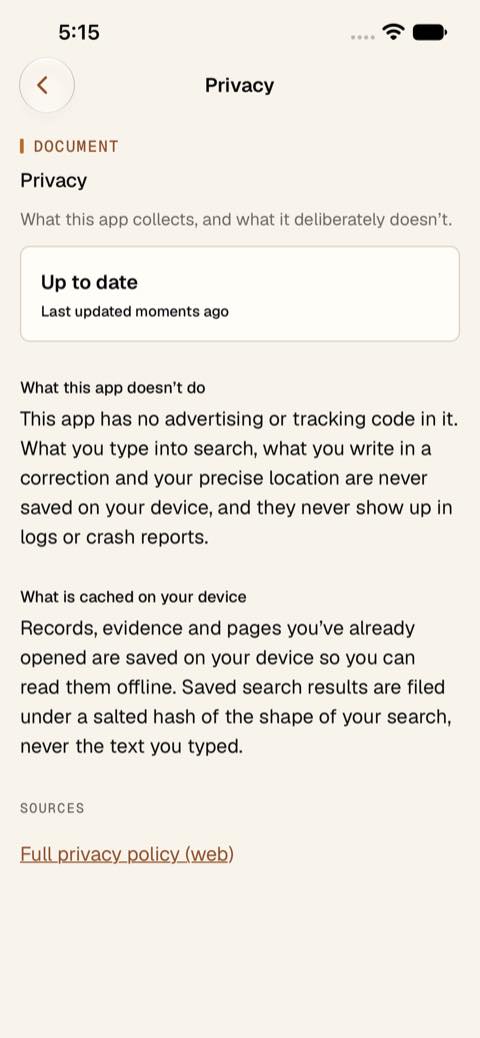 5:15
Privacy
DOCUMENT
Privacy
What this app collects, and what it deliberately doesn’t.
Up to date
Last updated moments ago
What this app doesn’t do
This app has no advertising or tracking code in it.
What you type into search, what you write in a
correction and your precise location are never
saved on your device, and they never show up in
logs or crash reports.
What is cached on your device
Records, evidence and pages you’ve already
opened are saved on your device so you can
read them offline. Saved search results are filed
under a salted hash of the shape of your search,
never the text you typed.
SOURCES
Full privacy policy (web)